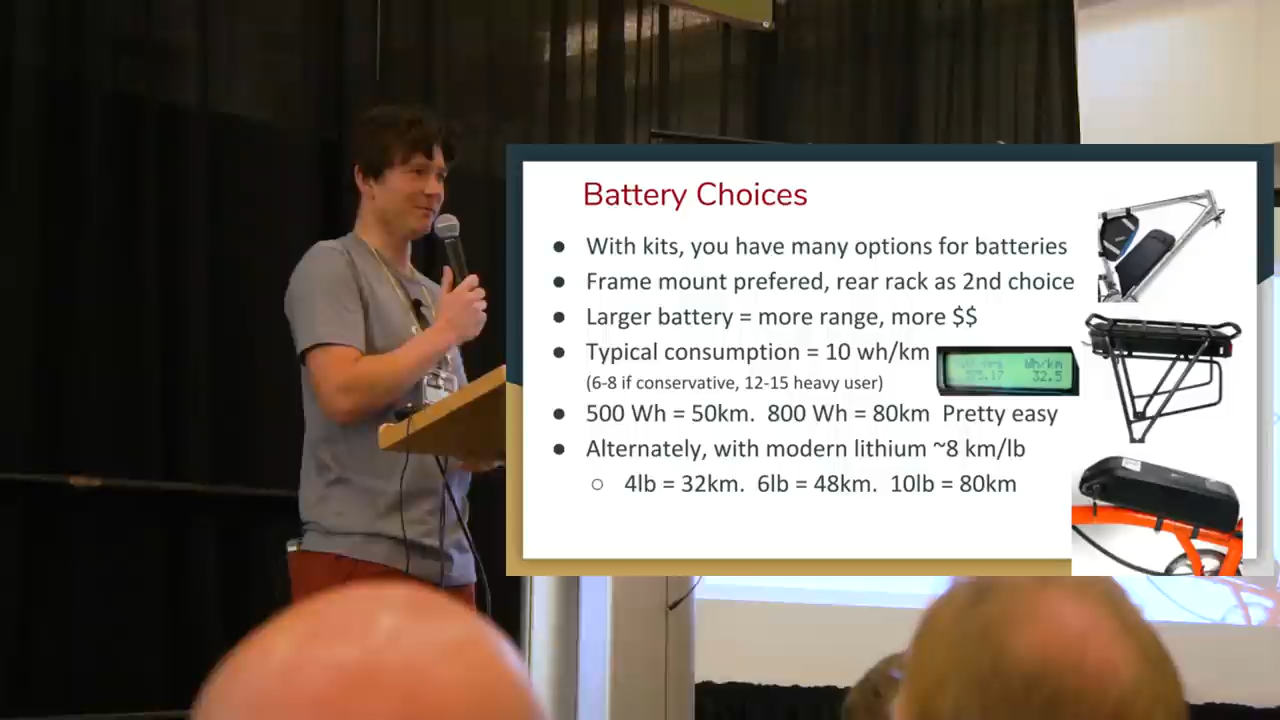 Battery Choices
● With kits, you have many options for batteries
● Frame mount prefered, rear rack as 2nd choice
● Larger battery = more range, more $$
● Typical consumption = 10 wh/km
(6-8 if conservative, 12-15 heavy user)
Wh/km
32.5
● 500 Wh = 50km. 800 Wh = 80km Pretty easy
● Alternately, with modern lithium ~8 km/lb
○ 4lb = 32km. 6lb = 48km. 10lb = 80km